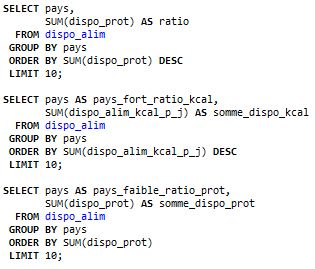 SELECT pays,
SUM(dispo_prot) AS ratio
FROM dispo_alim
GROUP BY pays
ORDER BY SUM(dispo_prot) DESC
LIMIT 10;
SELECT pays AS pays_fort_ratio_kcal,
SUM(dispo_alim_kcal_p_j) AS somme_dispo_kcal
FROM dispo_alim
GROUP BY pays
ORDER BY SUM(dispo_alim_kcal_p_j) DESC
LIMIT 10;
SELECT pays AS pays_faible_ratio_prot,
SUM(dispo_prot) AS somme_dispo_prot
FROM dispo_alim
GROUP BY pays
ORDER BY SUM(dispo_prot)
LIMIT 10;